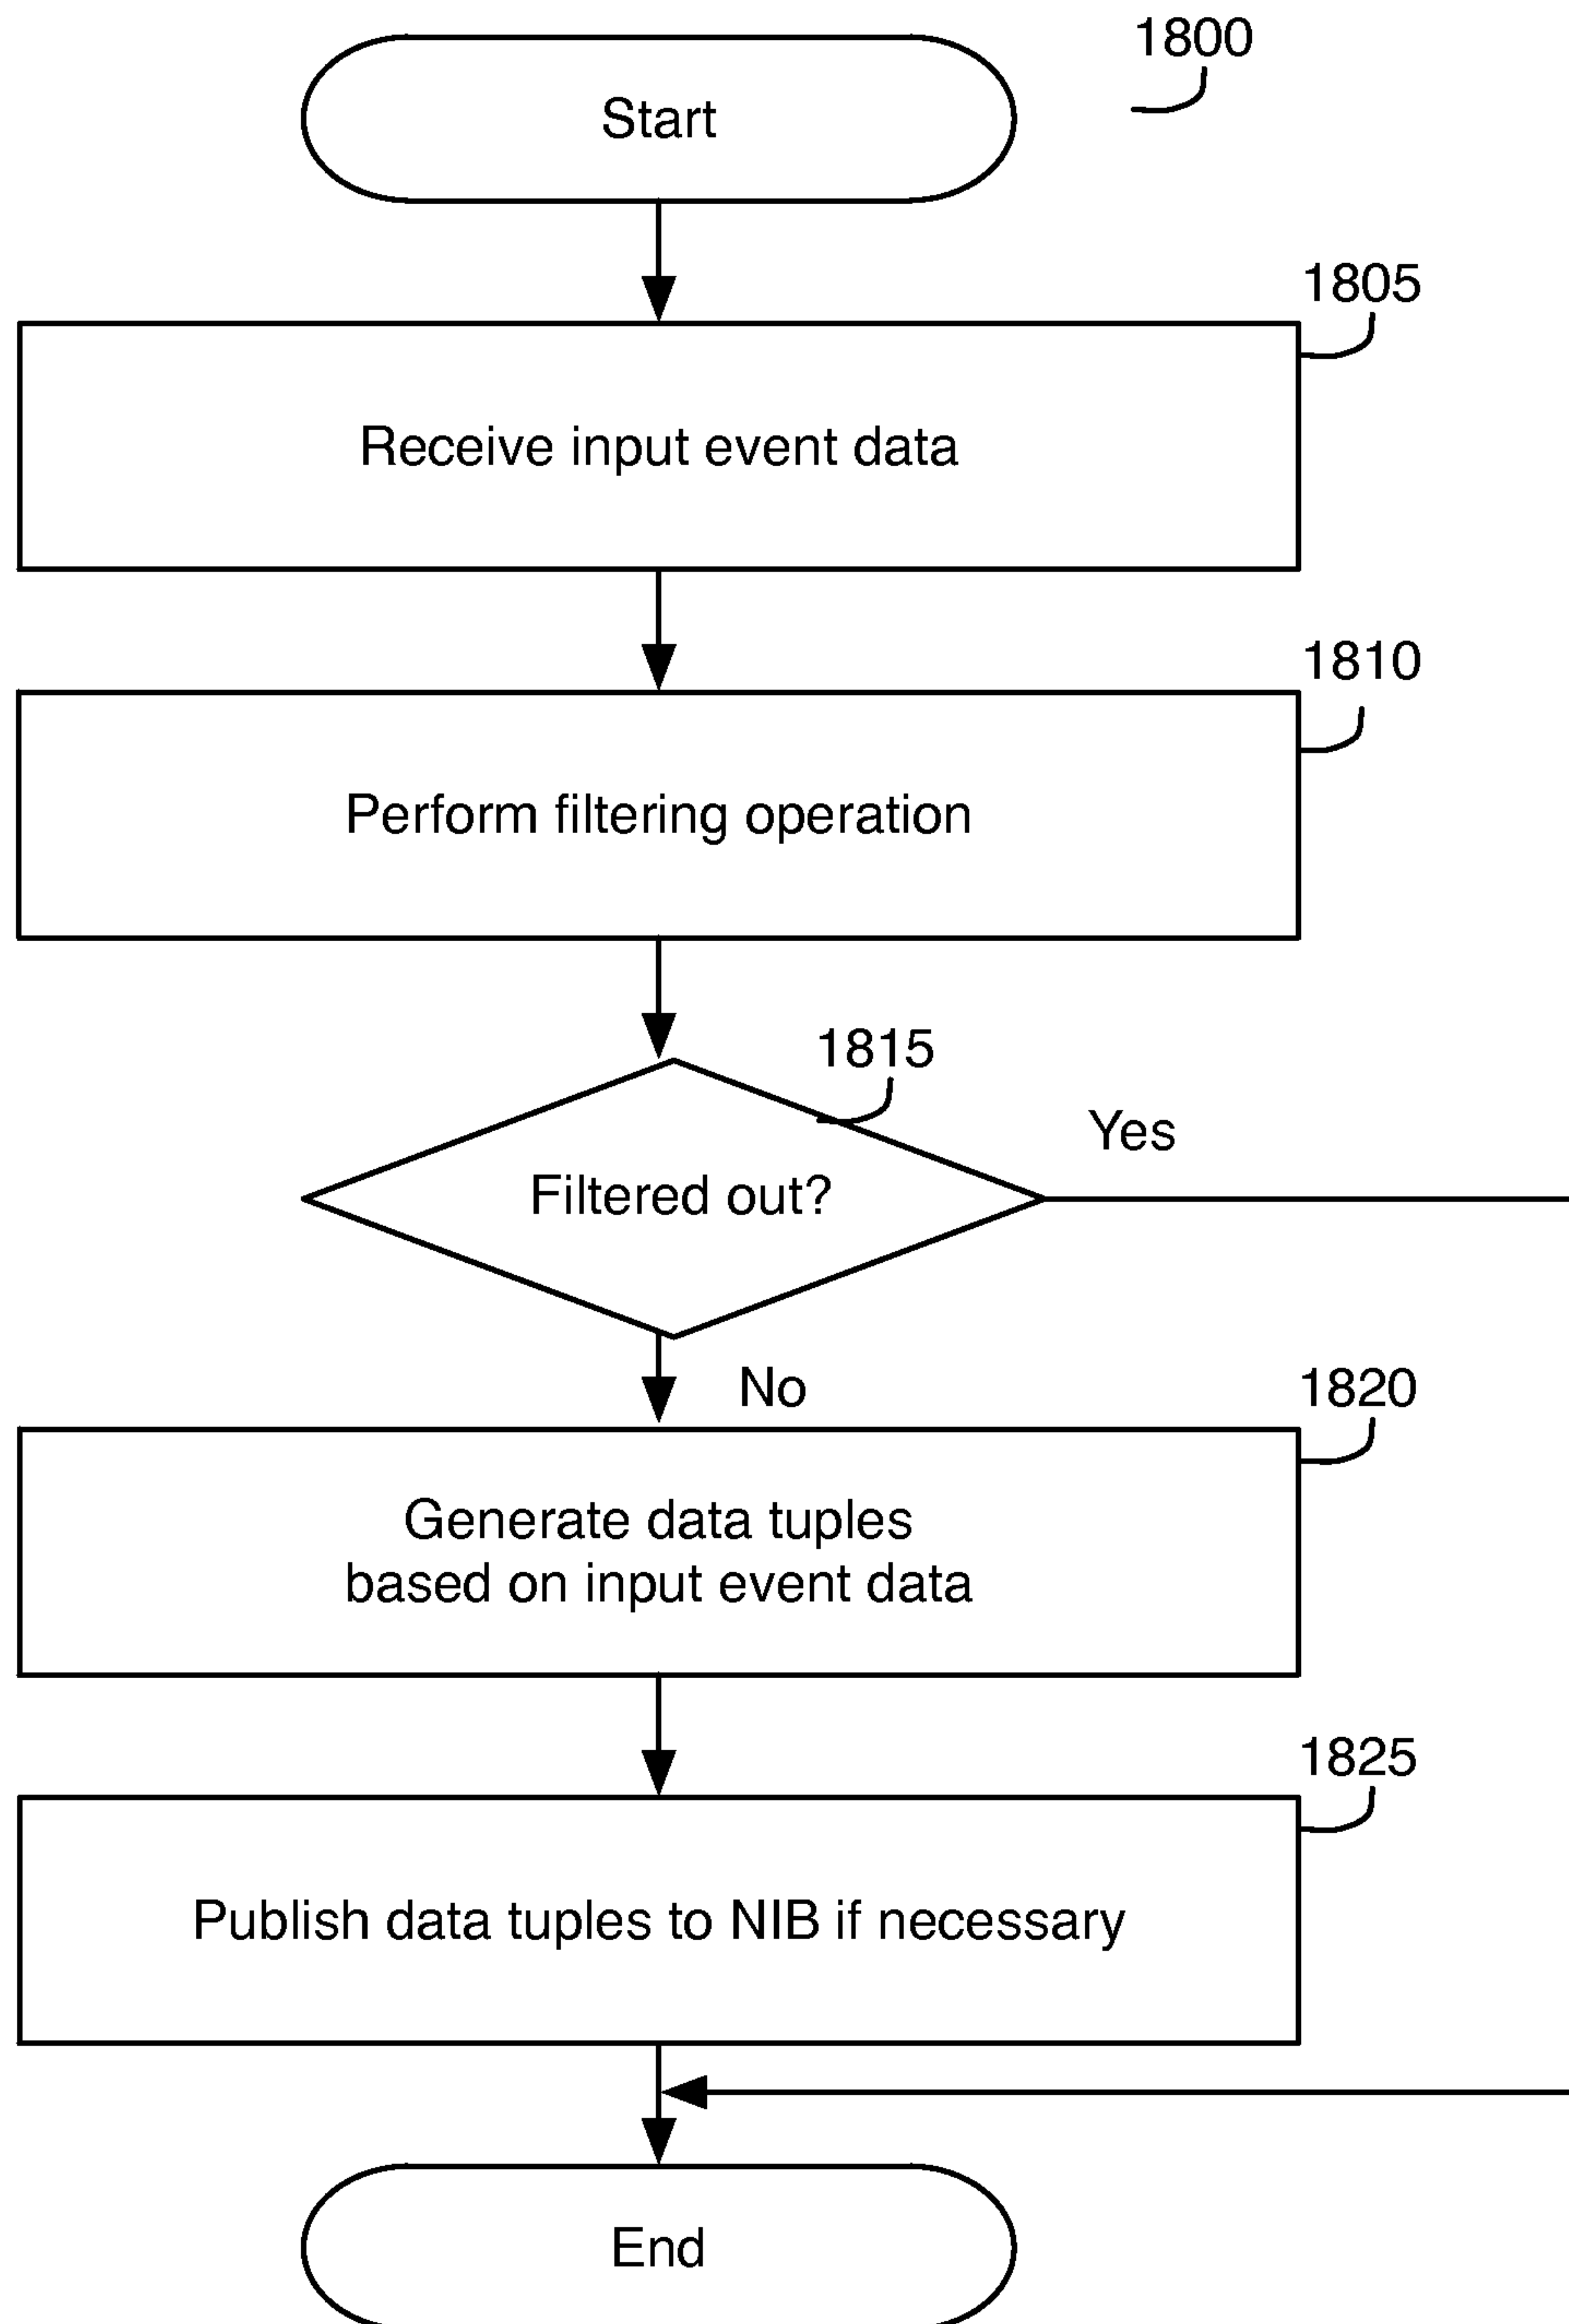 1800
Start
1805
Receive input event data
1810
Perform filtering operation
1815
Yes
Filtered out?
No
1820
Generate data tuples
based on input event data
1825
Publish data tuples to NIB if necessary
End